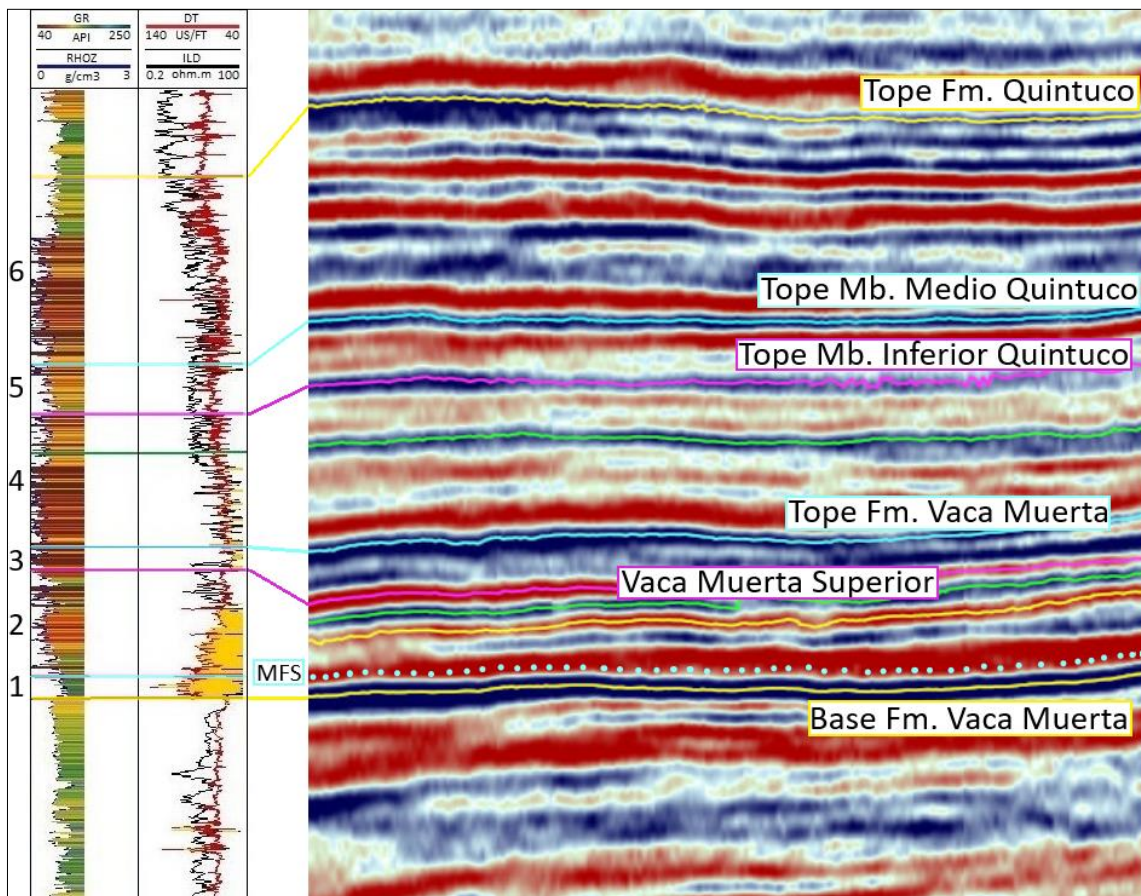 GR
40 API 250
RHOZ
0 g/cm3 3
DT
140 US/FT 40
ILD
0.2 ohm.m 100
Tope Fm. Quintuco
6
Tope Mb. Medio Quintuco
Tope Mb. Inferior Quintuco
5
4
Tope Fm. Vaca Muerta
3
Vaca Muerta Superior
2
MFS
1
Base Fm. Vaca Muerta